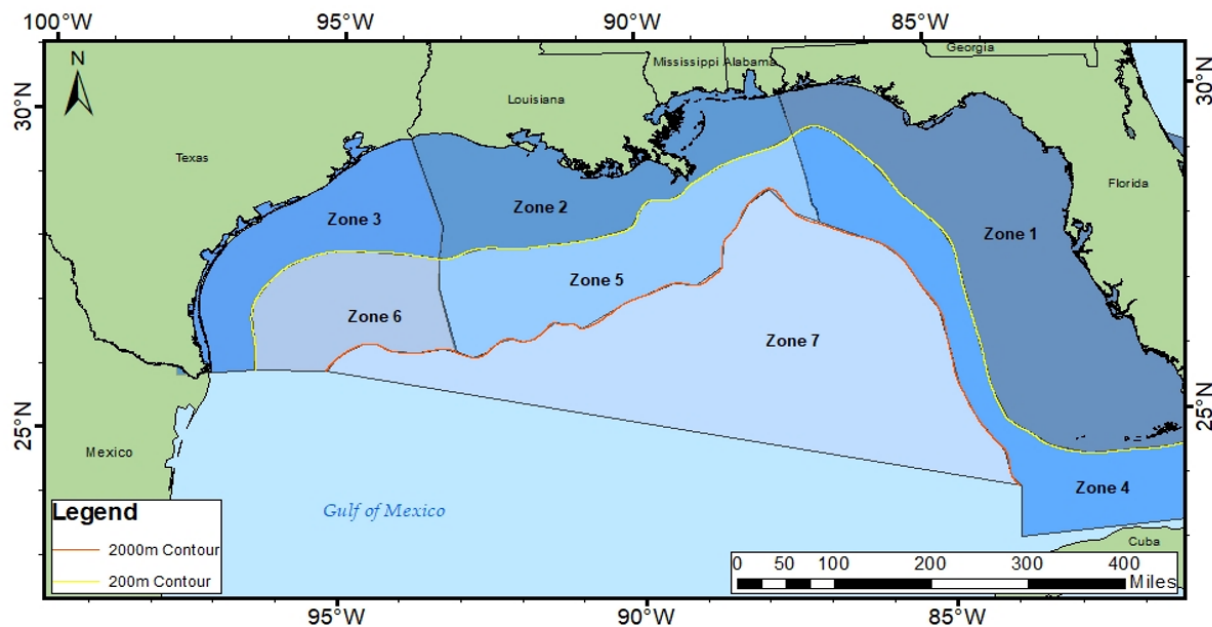 100°W 95°W 90°W 85°W
N
Georgia
Mississippi Alabama
30°N 30°N
Louisiana
Texas
Florida
Zone 3 Zone 2 Zone 1
Zone 5
Zone 6
Zone 7
25°N 25°N
Mexico
Zone 4
Gulf of Mexico
Legend
2000m Contour
200m Contour
Cuba
0 50 100 200 300 400
Miles
95°W 90°W 85°W